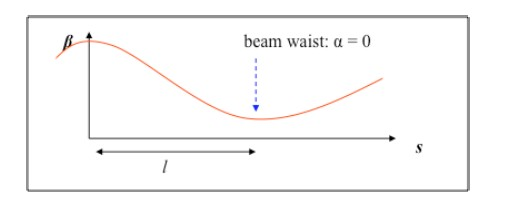 β
beam waist: α = 0
s
l